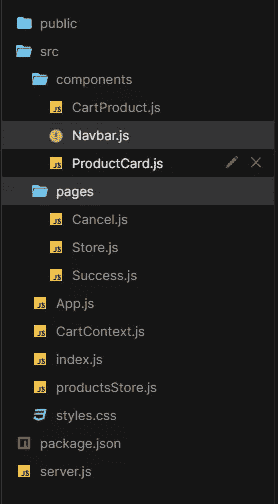 public
src
components
CartProduct.js
Navbar.js
ProductCard.js
pages
Cancel.js
Store.js
Success.js
App.js
CartContext.js
index.js
productsStore.js
styles.css
package.json
server.js